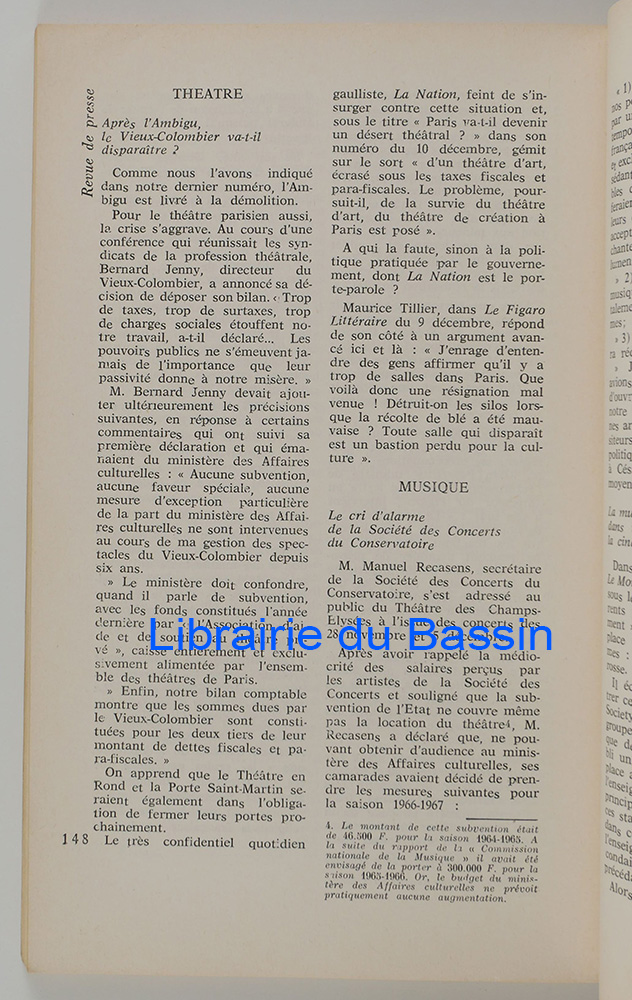 Revue de presse
THEATRE
Après l'Ambigu,
le Vieux-Colombier va-t-il
disparaître ?
Comme nous l'avons indiqué
dans notre dernier numéro, l'Am-
bigu est livré à la démolition.
Pour le théâtre parisien aussi,
la crise s'aggrave. Au cours d'une
conférence qui réunissait les syn-
dicats de la profession théâtrale,
Bernard Jenny, directeur du
Vieux-Colombier, a annoncé sa dé-
cision de déposer son bilan. « Trop
de taxes, trop de surtaxes, trop
de charges sociales étouffent no-
tre travail, a-t-il déclaré... Les
pouvoirs publics ne s'émeuvent ja-
mais de l'importance que leur
passivité donne à notre misère. »
M. Bernard Jenny devait ajou-
ter ultérieurement les précisions
suivantes, en réponse à certains
commentaires qui ont suivi sa
première déclaration et qui éma-
naient du ministère des Affaires
culturelles : « Aucune subvention,
aucune faveur spéciale, aucune
mesure d'exception particulière
de la part du ministère des Affai-
res culturelles ne sont intervenues
au cours de ma gestion des spec-
tacles du Vieux-Colombier depuis
six ans.
» Le ministère doit confondre,
quand il parle de subvention,
avec les fonds constitués l'année
dernière par « l'Association d'ai-
de et de soutien au théâtre pri-
vé », caisse entièrement et exclu-
sivement alimentée par l'ensem-
ble des théâtres de Paris.
» Enfin, notre bilan comptable
montre que les sommes dues par
le Vieux-Colombier sont consti-
tuées pour les deux tiers de leur
montant de dettes fiscales et pa-
ra-fiscales. »
On apprend que le Théâtre en
Rond et la Porte Saint-Martin se-
raient également dans l'obliga-
tion de fermer leurs portes pro-
chainement.
Le très confidentiel quotidien
148
gaulliste, La Nation, feint de s'in-
surger contre cette situation et,
sous le titre « Paris va-t-il devenir
un désert théâtral ? » dans son
numéro du 10 décembre, gémit
sur le sort « d'un théâtre d'art,
écrasé sous les taxes fiscales et
para-fiscales. Le problème, pour-
suit-il, de la survie du théâtre
d'art, du théâtre de création à
Paris est posé ».
A qui la faute, sinon à la poli-
tique pratiquée par le gouverne-
ment, dont La Nation est le por-
te-parole ?
Maurice Tillier, dans Le Figaro
Littéraire du 9 décembre, répond
de son côté à un argument avan-
cé ici et là : « J'enrage d'enten-
dre des gens affirmer qu'il y a
trop de salles dans Paris. Que
voilà donc une résignation mal
venue ! Détruit-on les silos lors-
que la récolte de blé a été mau-
vaise ? Toute salle qui disparaît
est un bastion perdu pour la cul-
ture ».
MUSIQUE
Le cri d'alarme
de la Société des Concerts
du Conservatoire
M. Manuel Recasens, secrétaire
de la Société des Concerts du
Conservatoire, s'est adressé au
public du Théâtre des Champs-
Elysées à l'issue des concerts des
28 novembre décembre.
Après avoir rappelé la médio-
crité des salaires perçus par
les artistes de la Société des
Concerts et souligné que la sub-
vention de l'Etat ne couvre même
pas la location du théâtre4, M.
Recasens a déclaré que, ne pou-
vant obtenir d'audience au minis-
tère des Affaires culturelles, ses
camarades avaient décidé de pren-
dre les mesures suivantes pour
la saison 1966-1967 :
4. Le montant de cette subvention était
de 46.500 F. pour la saison 1964-1965. A
la suite du rapport de la « Commission
nationale de la Musique » il avait été
envisagé de la porter à 300.000 F. pour la
saison 1965-1966. Or, le budget du minis-
tère des Affaires culturelles ne prévoit
pratiquement aucune augmentation.
Librairie du Bassin